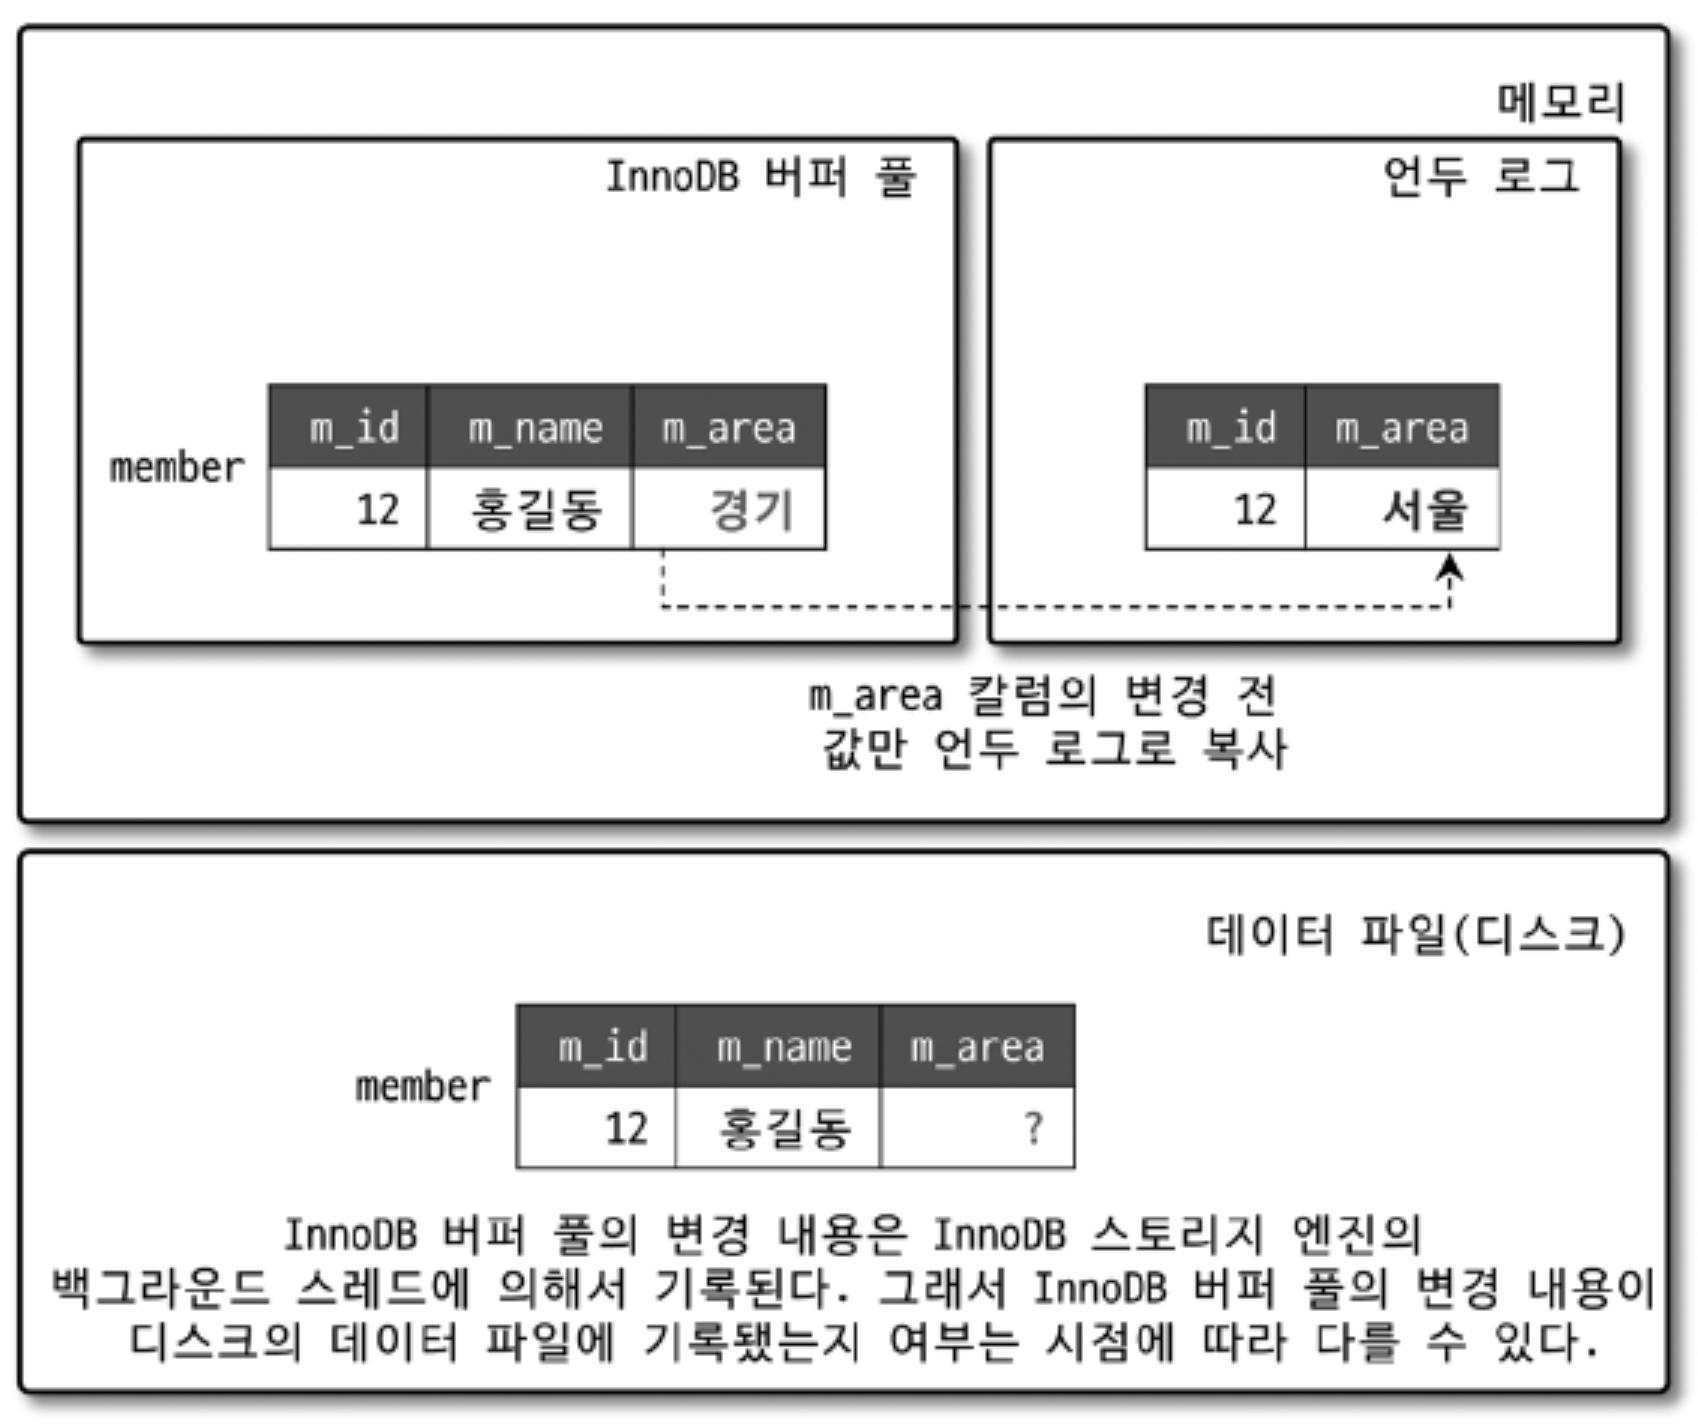 메모리
InnoDB 버퍼 풀
언두 로그
m_id m_name m_area
member
12 홍길동 경기
m_id m_area
12 서울
m_area 칼럼의 변경 전
값만 언두 로그로 복사
데이터 파일(디스크)
m_id m_name m_area
member
12 홍길동 ?
InnoDB 버퍼 풀의 변경 내용은 InnoDB 스토리지 엔진의
백그라운드 스레드에 의해서 기록된다. 그래서 InnoDB 버퍼 풀의 변경 내용이
디스크의 데이터 파일에 기록됐는지 여부는 시점에 따라 다를 수 있다.